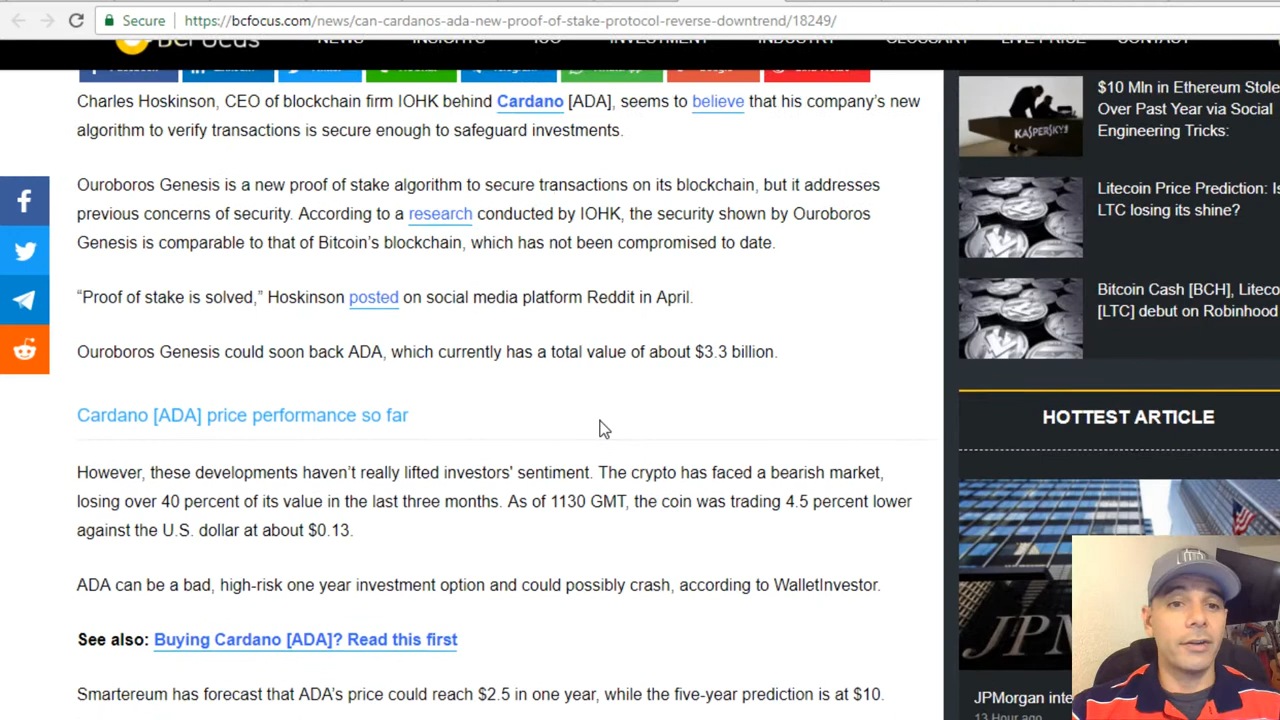 Secure
https://bcfocus.com/news/can-cardanos-ada-new-proof-of-stake-protocol-reverse-downtrend/18249/
BCFocus NEWS INSIGHTS ICO INVESTMENT INDUSTRY GLOSSARY LIVE PRICE CONTACT
Charles Hoskinson, CEO of blockchain firm IOHK behind Cardano [ADA], seems to believe that his company's new
algorithm to verify transactions is secure enough to safeguard investments.
Ouroboros Genesis is a new proof of stake algorithm to secure transactions on its blockchain, but it addresses
previous concerns of security. According to a research conducted by IOHK, the security shown by Ouroboros
Genesis is comparable to that of Bitcoin's blockchain, which has not been compromised to date.
“Proof of stake is solved,” Hoskinson posted on social media platform Reddit in April.
Ouroboros Genesis could soon back ADA, which currently has a total value of about $3.3 billion.
Cardano [ADA] price performance so far
However, these developments haven't really lifted investors' sentiment. The crypto has faced a bearish market,
losing over 40 percent of its value in the last three months. As of 1130 GMT, the coin was trading 4.5 percent lower
against the U.S. dollar at about $0.13.
ADA can be a bad, high-risk one year investment option and could possibly crash, according to WalletInvestor.
See also: Buying Cardano [ADA]? Read this first
Smartereum has forecast that ADA's price could reach $2.5 in one year, while the five-year prediction is at $10.
KASPERSKY
$10 Mln in Ethereum Stole
Over Past Year via Social
Engineering Tricks:
Litecoin Price Prediction: Is
LTC losing its shine?
Bitcoin Cash [BCH], Liteco
[LTC] debut on Robinhood
HOTTEST ARTICLE
JPM
JPMorgan inte
13 Hour ago